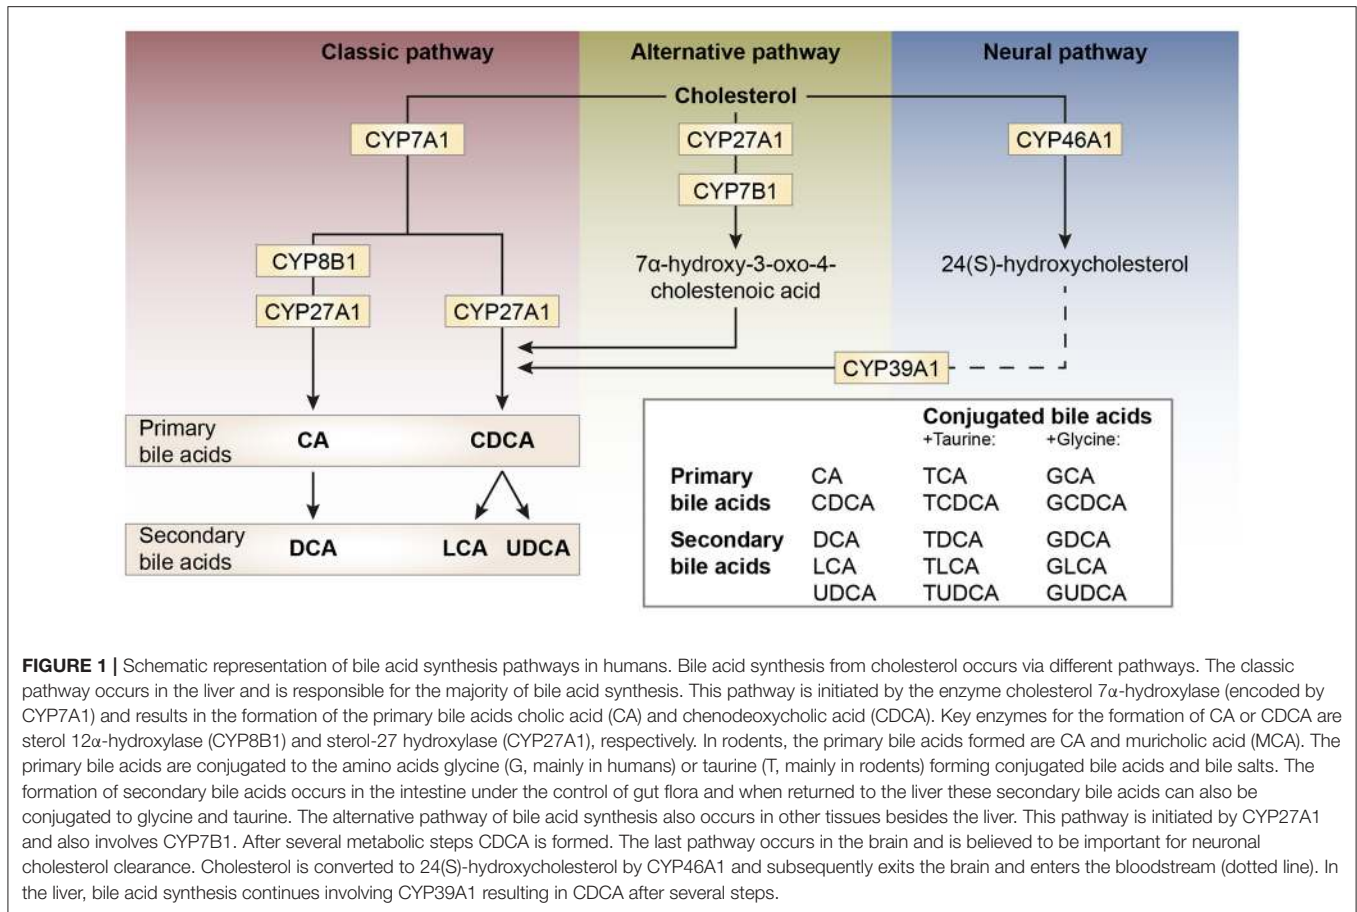 Classic pathway
Alternative pathway
Neural pathway
Cholesterol
CYP7A1
CYP27A1
CYP46A1
CYP7B1
CYP8B1
7α-hydroxy-3-oxo-4-
cholestenoic acid
24(S)-hydroxycholesterol
CYP27A1
CYP27A1
CYP39A1
Primary
bile acids
CA
CDCA
Secondary
bile acids
DCA
LCA
UDCA
Conjugated bile acids
+Taurine: +Glycine:
Primary CA TCA GCA
bile acids CDCA TCDCA GCDCA
Secondary DCA TDCA GDCA
bile acids LCA TLCA GLCA
UDCA TUDCA GUDCA
FIGURE 1 | Schematic representation of bile acid synthesis pathways in humans. Bile acid synthesis from cholesterol occurs via different pathways. The classic
pathway occurs in the liver and is responsible for the majority of bile acid synthesis. This pathway is initiated by the enzyme cholesterol 7α-hydroxylase (encoded by
CYP7A1) and results in the formation of the primary bile acids cholic acid (CA) and chenodeoxycholic acid (CDCA). Key enzymes for the formation of CA or CDCA are
sterol 12α-hydroxylase (CYP8B1) and sterol-27 hydroxylase (CYP27A1), respectively. In rodents, the primary bile acids formed are CA and muricholic acid (MCA). The
primary bile acids are conjugated to the amino acids glycine (G, mainly in humans) or taurine (T, mainly in rodents) forming conjugated bile acids and bile salts. The
formation of secondary bile acids occurs in the intestine under the control of gut flora and when returned to the liver these secondary bile acids can also be
conjugated to glycine and taurine. The alternative pathway of bile acid synthesis also occurs in other tissues besides the liver. This pathway is initiated by CYP27A1
and also involves CYP7B1. After several metabolic steps CDCA is formed. The last pathway occurs in the brain and is believed to be important for neuronal
cholesterol clearance. Cholesterol is converted to 24(S)-hydroxycholesterol by CYP46A1 and subsequently exits the brain and enters the bloodstream (dotted line). In
the liver, bile acid synthesis continues involving CYP39A1 resulting in CDCA after several steps.